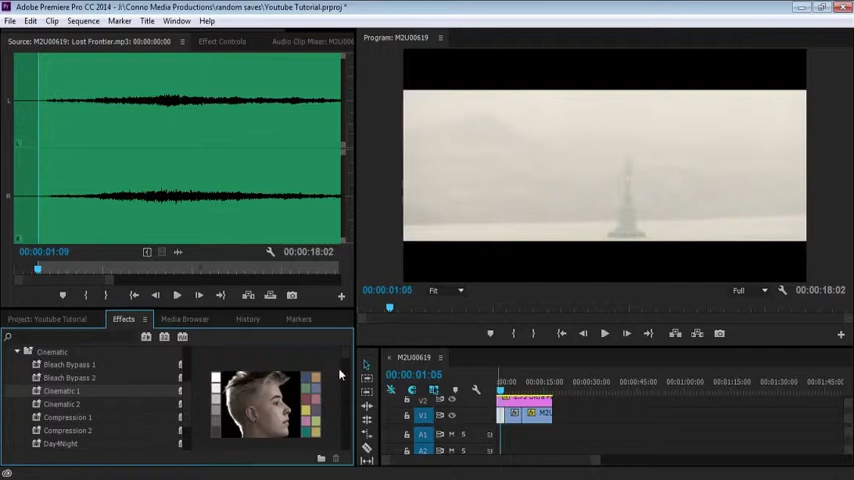 Adobe Premiere Pro CC 2014 - J:\Conno Media Productions\random saves\Youtube Tutorial.prproj *
File Edit Clip Sequence Marker Title Window Help
Source: M2U00619: Lost Frontier.mp3: 00:00:00:00 Effect Controls Audio Clip Mixer: M2U00619
Program: M2U00619
L
R
00:00:01:09 00:00:18:02
00:00:01:05 Fit Full 00:00:18:02
Project: Youtube Tutorial Effects Media Browser History Markers
Cinematic
Bleach Bypass 1
Bleach Bypass 2
Cinematic 1
Cinematic 2
Compression 1
Compression 2
Day4Night
M2U00619
00:00:01:05
:00:00 00:00:15:00 00:00:30:00 00:00:45:00 00:01:00:00 00:01:15:00 00:01:30:00 00:01:45:00
V2
V1 M2U
A1 M S
A2 M S